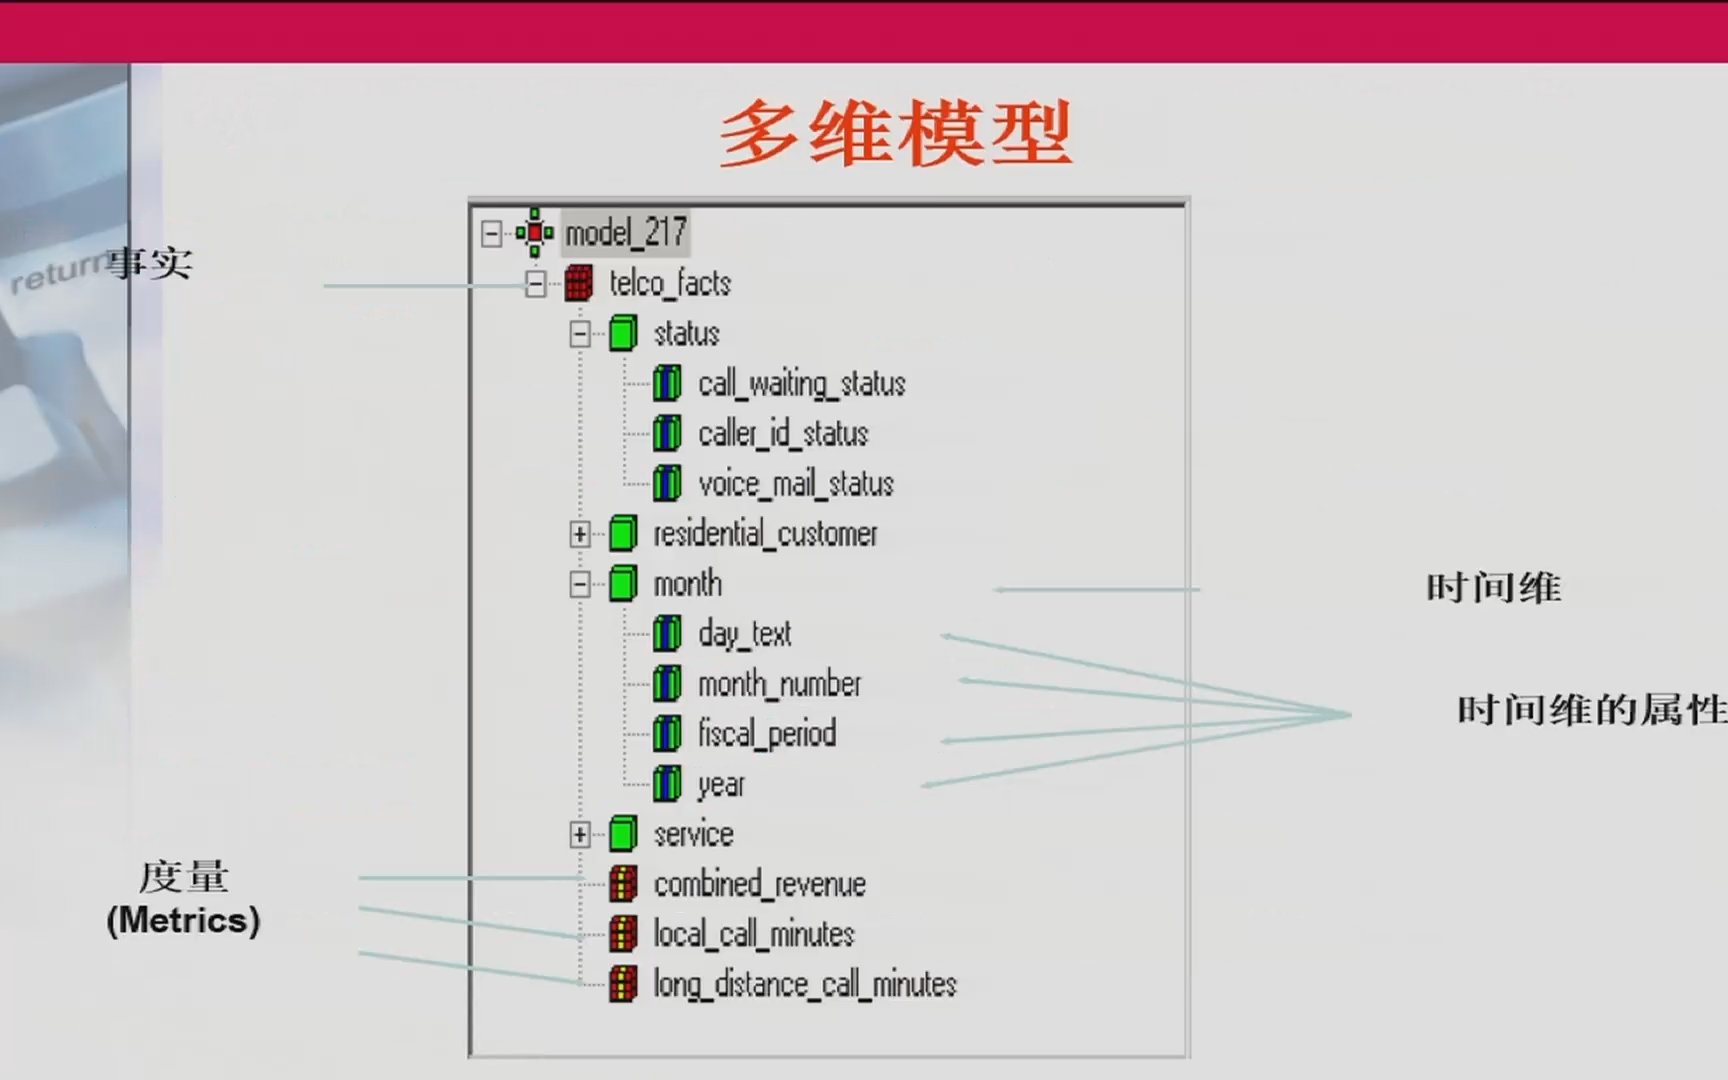 多维模型
return
事实
model_217
telco_facts
status
call_waiting_status
caller_id_status
voice_mail_status
residential_customer
month
时间维
day_text
month_number
时间维的属性
fiscal_period
year
service
度量
(Metrics)
combined_revenue
local_call_minutes
long_distance_call_minutes